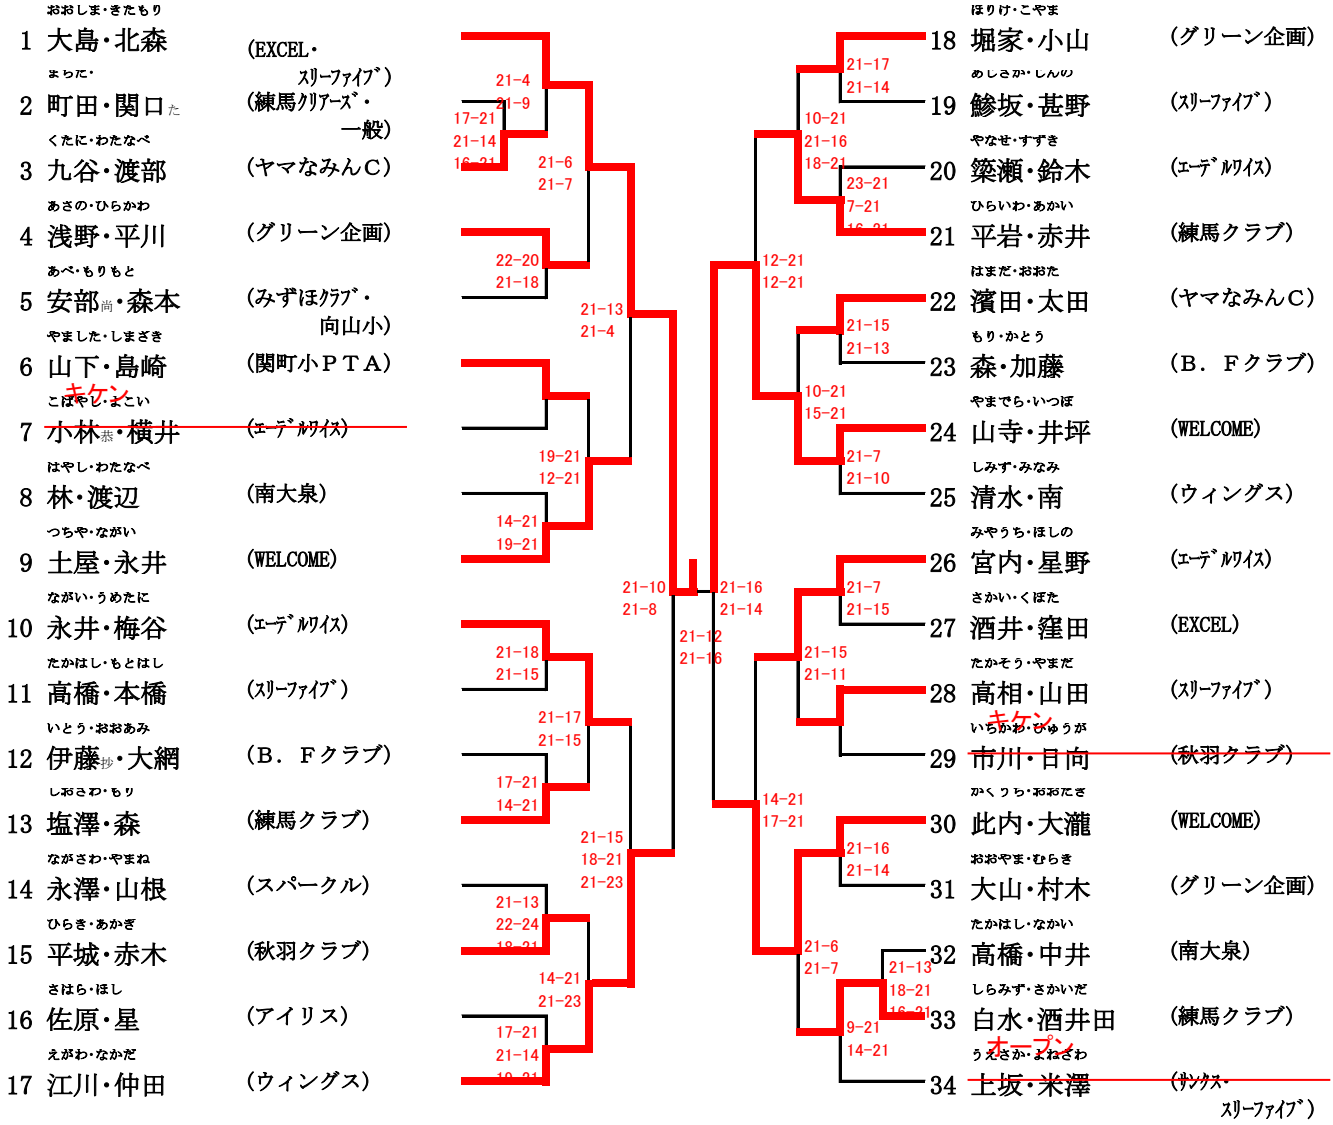 おおしま・きたもり
1 大島・北森 (EXCEL・
スリーファイブ)
まちだ・
2 町田・関口た (練馬クリアーズ・
一般)
くたに・わたなべ
3 九谷・渡部 (ヤマなみんC)
あさの・ひらかわ
4 浅野・平川 (グリーン企画)
あべ・もりもと
5 安部尚・森本 (みずほクラブ・
向山小)
やました・しまざき
6 山下・島崎 (関町小PTA)
キケン
こばやし・よこい
7 小林恭・横井 (エーデルワイス)
はやし・わたなべ
8 林・渡辺 (南大泉)
つちや・ながい
9 土屋・永井 (WELCOME)
ながい・うめたに
10 永井・梅谷 (エーデルワイス)
たかはし・もとはし
11 高橋・本橋 (スリーファイブ)
いとう・おおあみ
12 伊藤抄・大網 (B.Fクラブ)
しおさわ・もり
13 塩澤・森 (練馬クラブ)
ながさわ・やまね
14 永澤・山根 (スパークル)
ひらき・あかぎ
15 平城・赤木 (秋羽クラブ)
さはら・ほし
16 佐原・星 (アイリス)
えがわ・なかだ
17 江川・仲田 (ウィングス)
21-4
21-9
17-21
21-14
16-21
21-6
21-7
22-20
21-18
21-13
21-4
19-21
12-21
14-21
19-21
21-10
21-8
21-12
21-16
21-18
21-15
21-17
21-15
17-21
14-21
21-15
18-21
21-23
21-13
22-24
18-21
14-21
21-23
17-21
21-14
19-21
ほりけ・こやま
18 堀家・小山 (グリーン企画)
あじさか・じんの
19 鯵坂・甚野 (スリーファイブ)
やなせ・すずき
20 簗瀬・鈴木 (エーデルワイス)
ひらいわ・あかい
21 平岩・赤井 (練馬クラブ)
はまだ・おおた
22 濱田・太田 (ヤマなみんC)
もり・かとう
23 森・加藤 (B.Fクラブ)
やまでら・いつぼ
24 山寺・井坪 (WELCOME)
しみず・みなみ
25 清水・南 (ウィングス)
みやうち・ほしの
26 宮内・星野 (エーデルワイス)
さかい・くぼた
27 酒井・窪田 (EXCEL)
たかそう・やまだ
28 高相・山田 (スリーファイブ)
キケン
いちかわ・ひゅうが
29 市川・日向 (秋羽クラブ)
かくうち・おおたき
30 此内・大瀧 (WELCOME)
おおやま・むらき
31 大山・村木 (グリーン企画)
たかはし・なかい
32 高橋・中井 (南大泉)
しらみず・さかいだ
33 白水・酒井田 (練馬クラブ)
オープン
うえさか・よねざわ
34 上坂・米澤 (サンクス・
スリーファイブ)
21-17
21-14
10-21
21-16
18-21
23-21
7-21
16-21
12-21
12-21
21-15
21-13
10-21
15-21
21-7
21-10
21-16
21-14
21-7
21-15
21-15
21-11
14-21
17-21
21-16
21-14
21-6
21-7
21-13
18-21
16-21
9-21
14-21